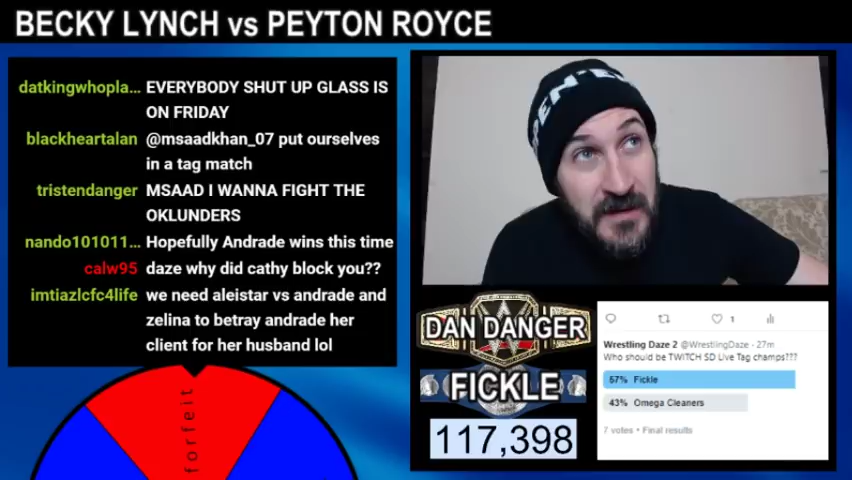 BECKY LYNCH vs PEYTON ROYCE
datkingwhopla... EVERYBODY SHUT UP GLASS IS
ON FRIDAY
blackheartalan @msaadkhan_07 put ourselves
in a tag match
tristendanger MSAAD I WANNA FIGHT THE
OKLUNDERS
nando101011... Hopefully Andrade wins this time
calw95 daze why did cathy block you??
imtiazlcfc4life we need aleistar vs andrade and
zelina to betray andrade her
client for her husband lol
forfeit
PEN'E
DAN DANGER
FICKLE
117,398
1
Wrestling Daze 2 @WrestlingDaze · 27m
Who should be TWITCH SD Live Tag champs???
57% Fickle
43% Omega Cleaners
7 votes · Final results